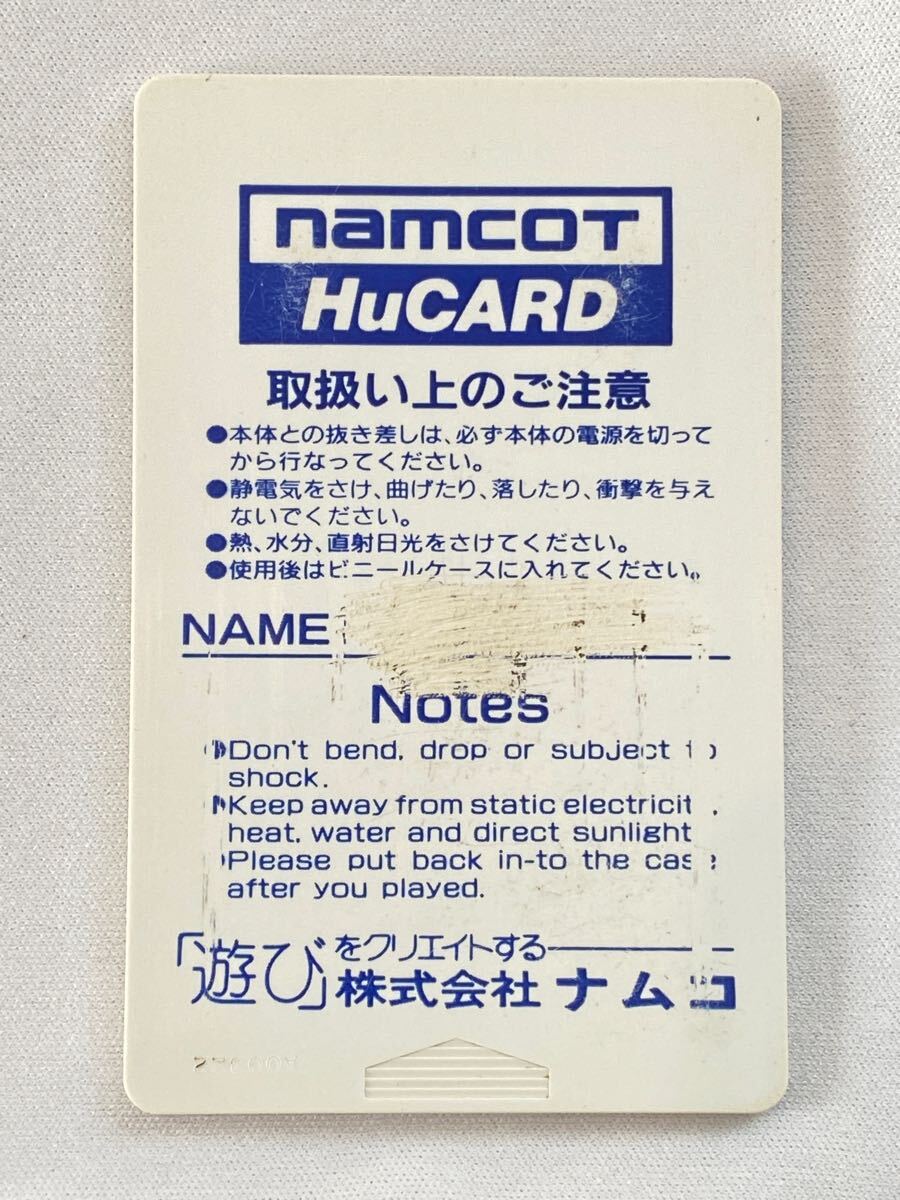 namcot
HuCARD
取扱い上のご注意
●本体との抜き差しは、必ず本体の電源を切って
から行なってください。
●静電気をさけ、曲げたり、落したり、衝撃を与え
ないでください。
●熱、水分、直射日光をさけてください。
●使用後はビニールケースに入れてください。
NAME
Notes
●Don't bend, drop or subject to
shock.
●Keep away from static electricity,
heat, water and direct sunlight
●Please put back in-to the case
after you played.
「遊び」をクリエイトする
株式会社ナムコ